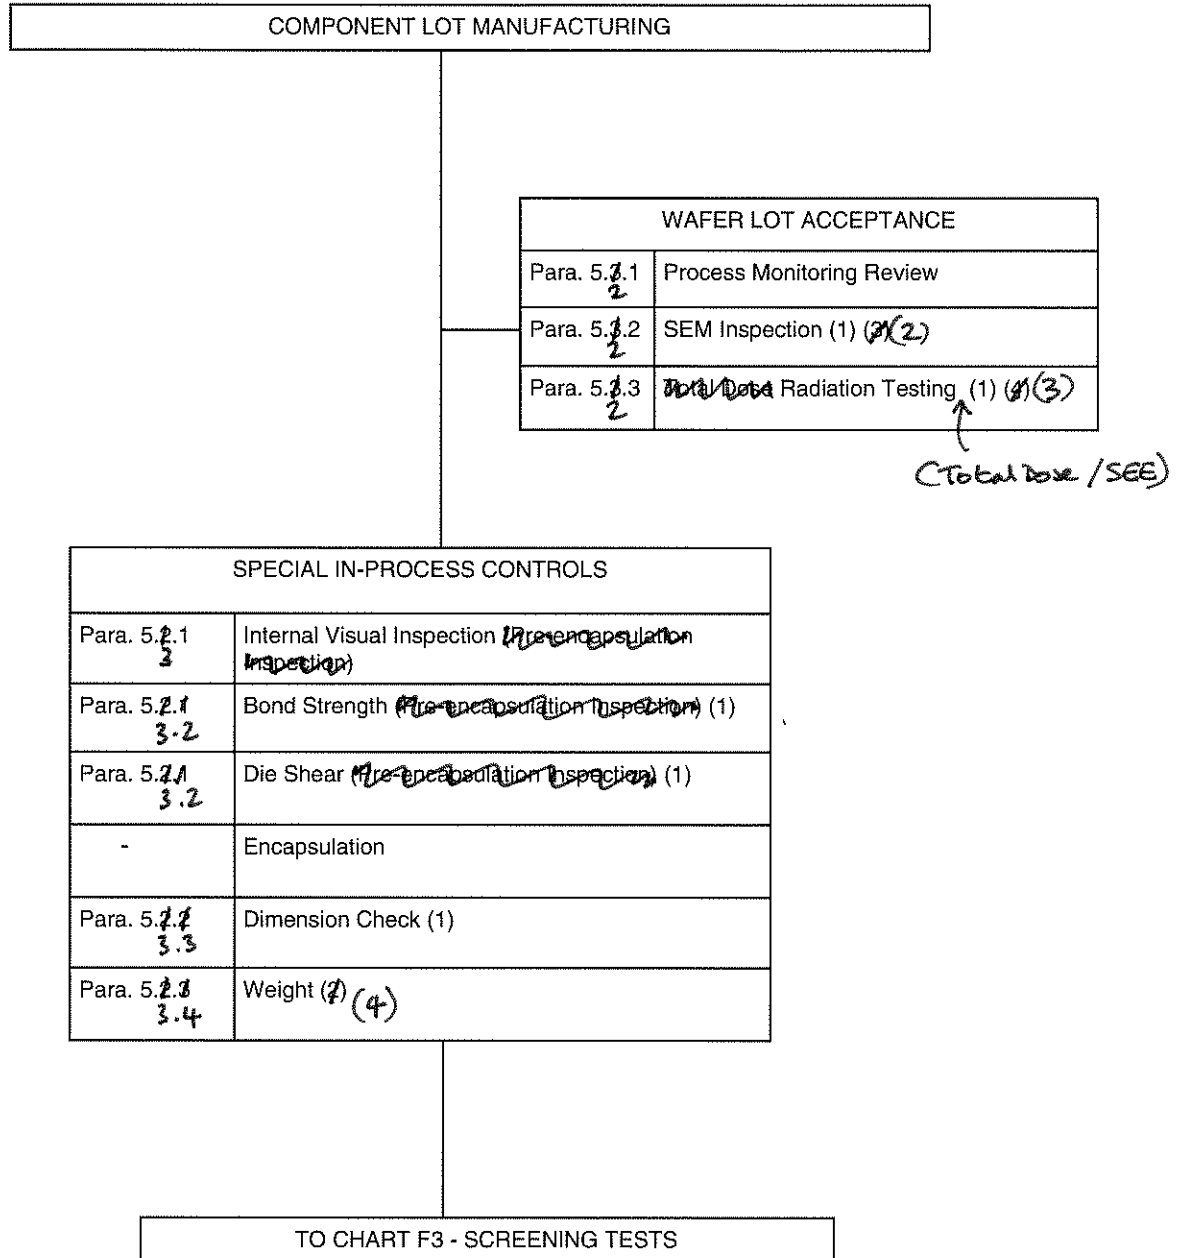 COMPONENT LOT MANUFACTURING
WAFER LOT ACCEPTANCE
Para. 5.3.1 Process Monitoring Review
2
Para. 5.3.2 SEM Inspection (1) (3) (2)
2
Para. 5.3.3 Total Dose Radiation Testing (1) (4) (3)
2
(Total Dose / SEE)
SPECIAL IN-PROCESS CONTROLS
Para. 5.2.1 Internal Visual Inspection (Pre-encapsulation
3 Inspection)
Para. 5.2.1 Bond Strength (Pre-encapsulation Inspection) (1)
3.2
Para. 5.2.1 Die Shear (Pre-encapsulation Inspection) (1)
3.2
- Encapsulation
Para. 5.2.2 Dimension Check (1)
3.3
Para. 5.2.3 Weight (2) (4)
3.4
TO CHART F3 - SCREENING TESTS